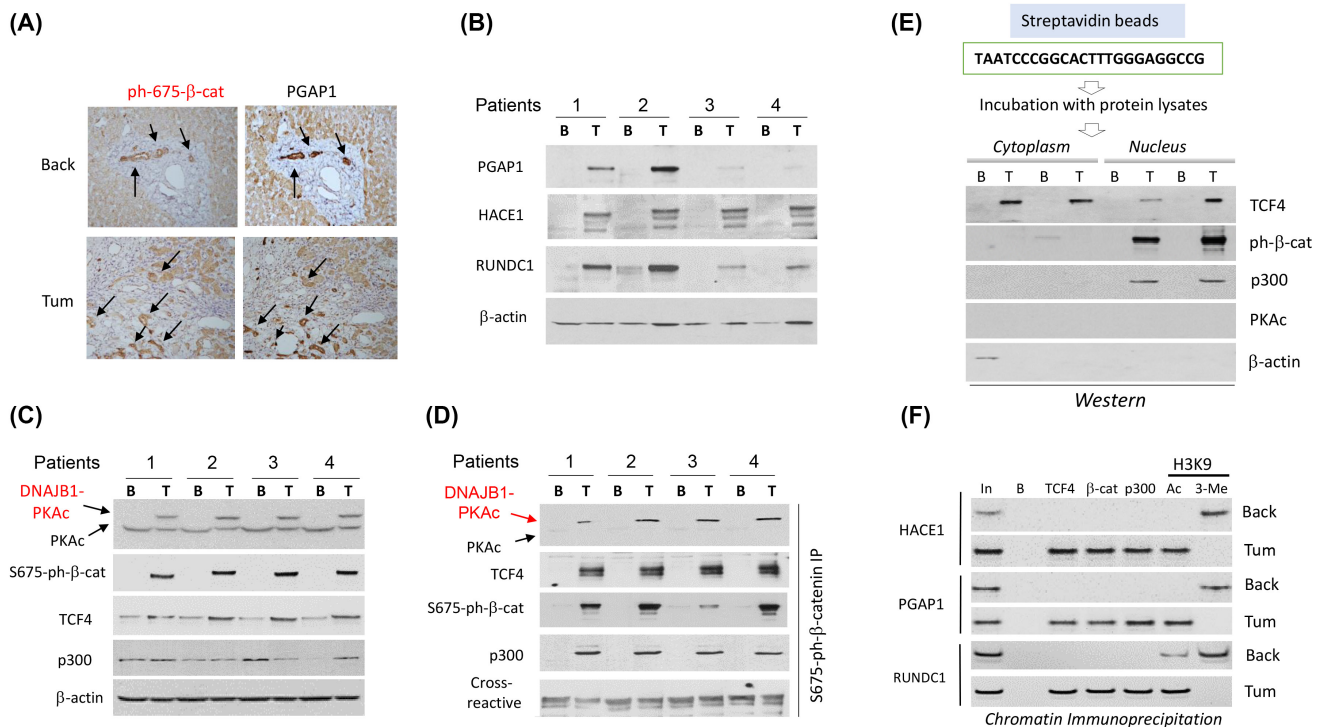 (A)
ph-675-β-cat PGAP1
Back
Tum
(B)
Patients 1 2 3 4
B T B T B T B T
PGAP1
HACE1
RUNDC1
β-actin
(C)
Patients 1 2 3 4
B T B T B T B T
DNAJB1-
PKAc
PKAc
S675-ph-β-cat
TCF4
p300
β-actin
(D)
Patients 1 2 3 4
B T B T B T B T
DNAJB1-
PKAc
PKAc
TCF4
S675-ph-β-cat
p300
Cross-
reactive
S675-ph-β-catenin IP
(E)
Streptavidin beads
TAATCCCGGCACTTTGGGAGGCCG
Incubation with protein lysates
Cytoplasm Nucleus
B T B T B T B T
TCF4
ph-β-cat
p300
PKAc
β-actin
Western
(F)
H3K9
In B TCF4 β-cat p300 Ac 3-Me
HACE1
Back
Tum
PGAP1
Back
Tum
RUNDC1
Back
Tum
Chromatin Immunoprecipitation